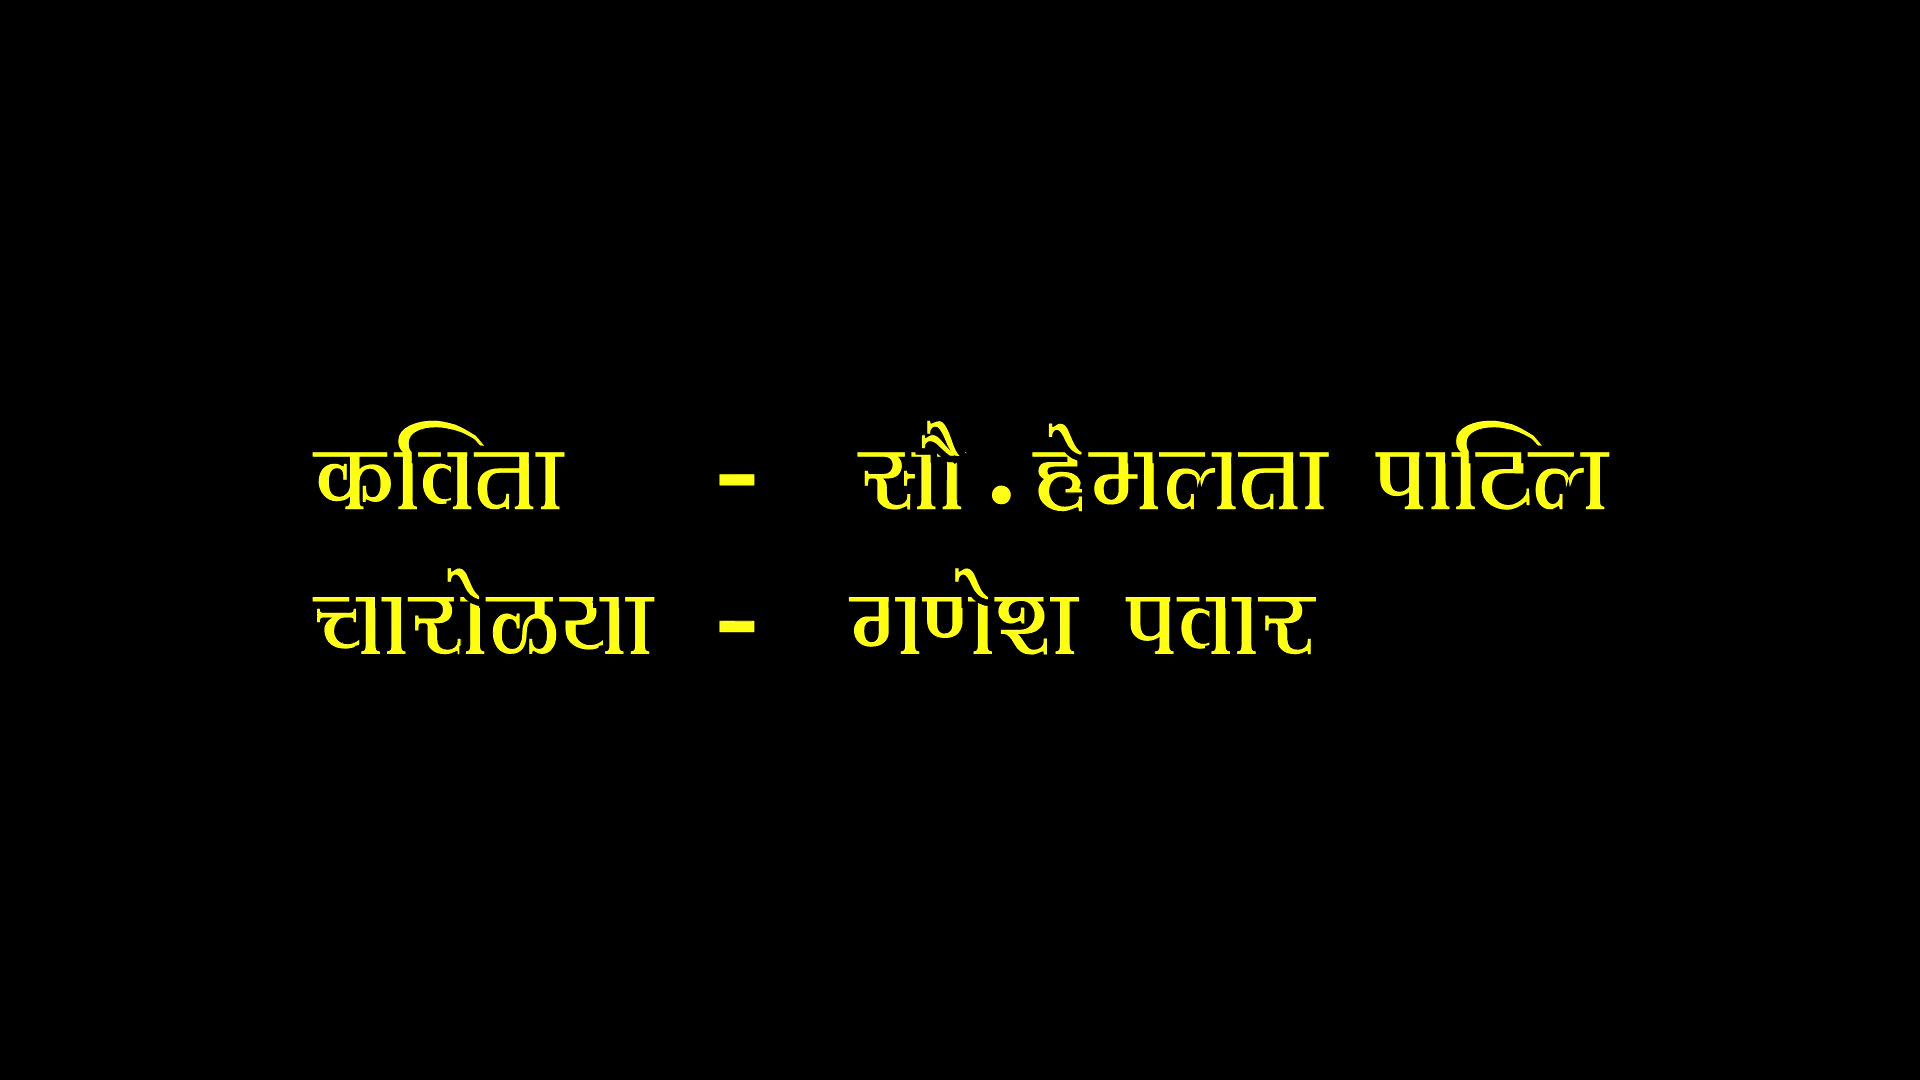 कविता - सौ.हेमलता पाटिल
चारोळया - गणेश पवार